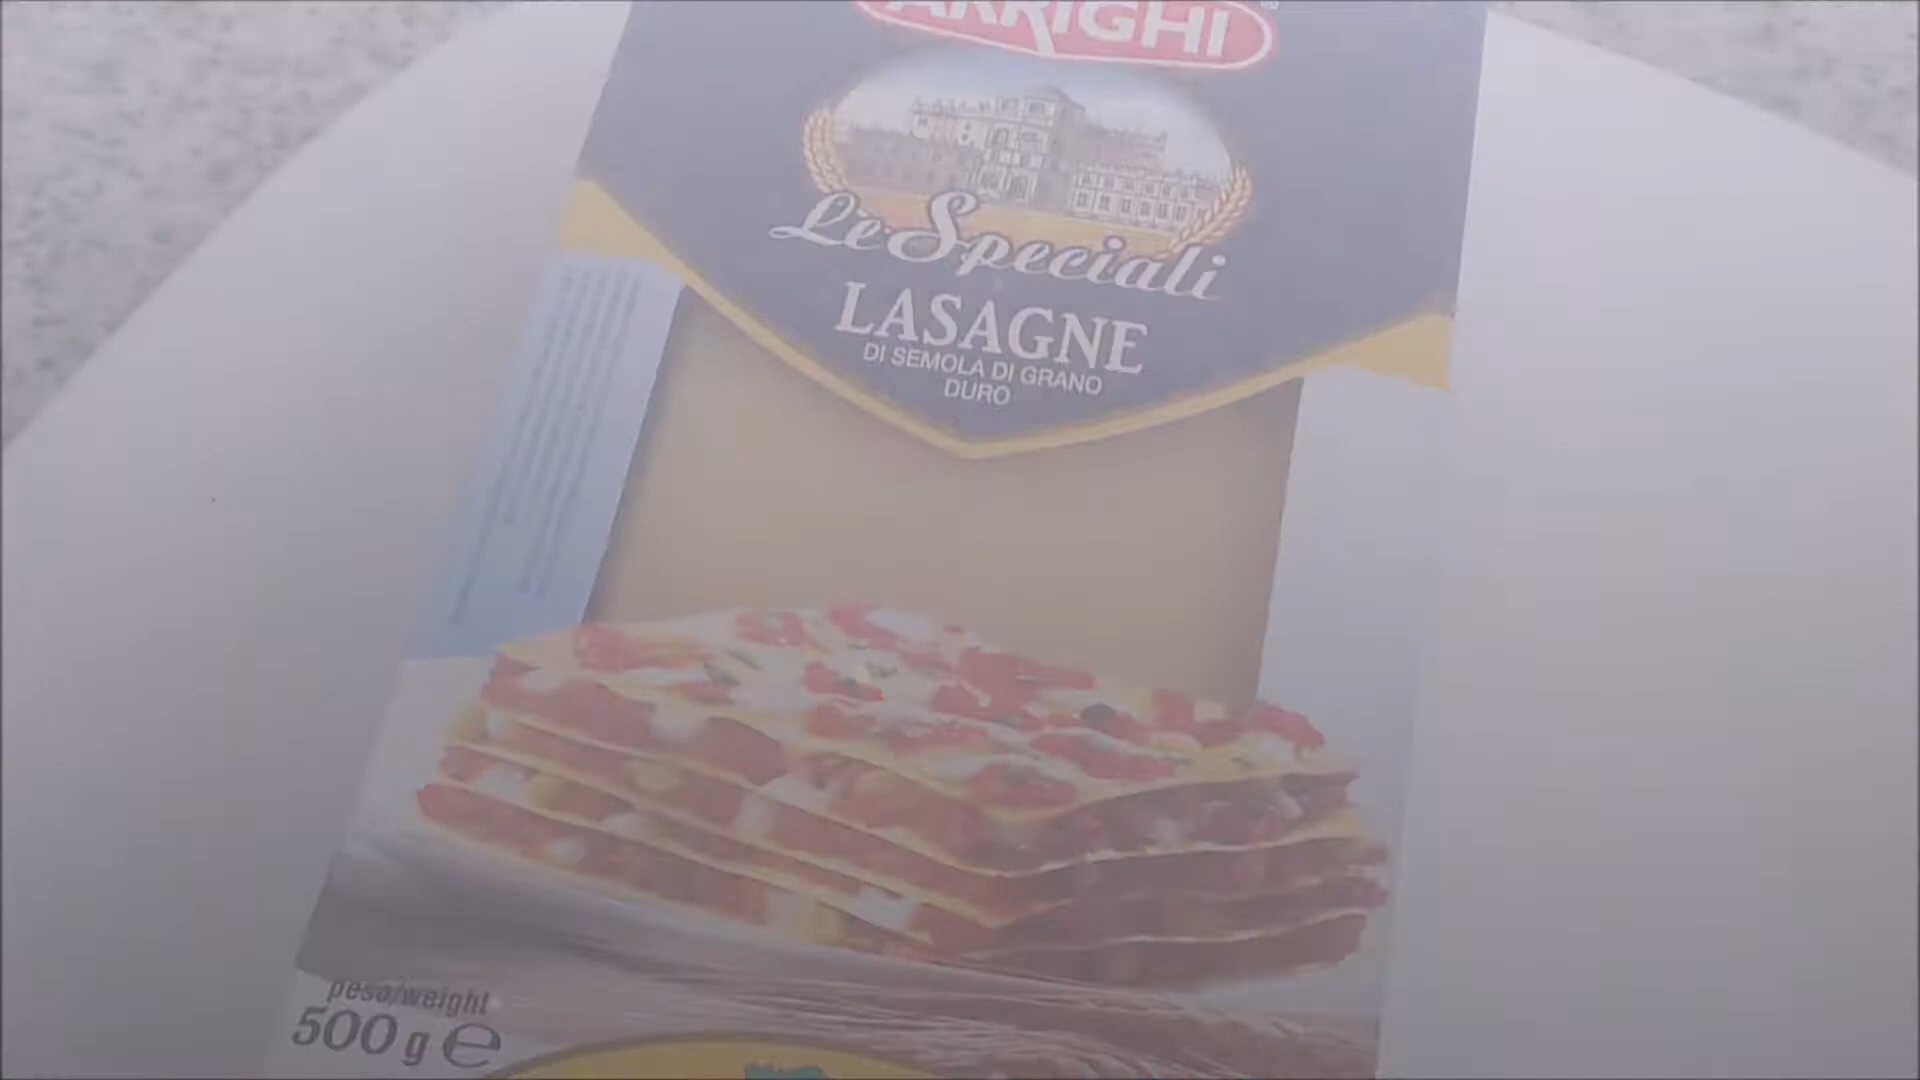 ARRIGHI
Le Speciali
LASAGNE
DI SEMOLA DI GRANO
DURO
peso/weight
500 g e